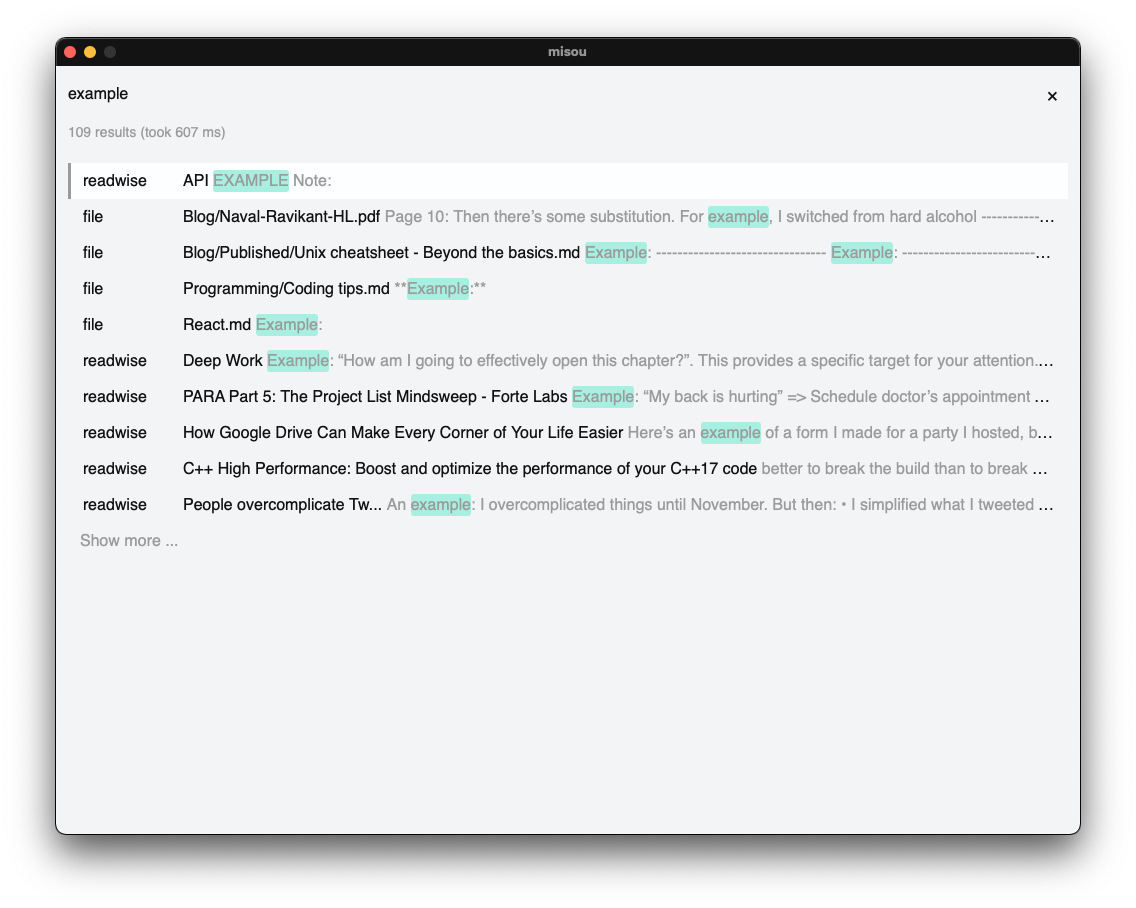 misou
example
×
109 results (took 607 ms)
readwise API EXAMPLE Note:
file Blog/Naval-Ravikant-HL.pdf Page 10: Then there’s some substitution. For example, I switched from hard alcohol -----------...
file Blog/Published/Unix cheatsheet - Beyond the basics.md Example: -------------------------------- Example: -------------------------...
file Programming/Coding tips.md **Example:**
file React.md Example:
readwise Deep Work Example: “How am I going to effectively open this chapter?”. This provides a specific target for your attention....
readwise PARA Part 5: The Project List Mindsweep - Forte Labs Example: “My back is hurting” => Schedule doctor’s appointment ...
readwise How Google Drive Can Make Every Corner of Your Life Easier Here’s an example of a form I made for a party I hosted, b...
readwise C++ High Performance: Boost and optimize the performance of your C++17 code better to break the build than to break ...
readwise People overcomplicate Tw... An example: I overcomplicated things until November. But then: • I simplified what I tweeted ...
Show more ...